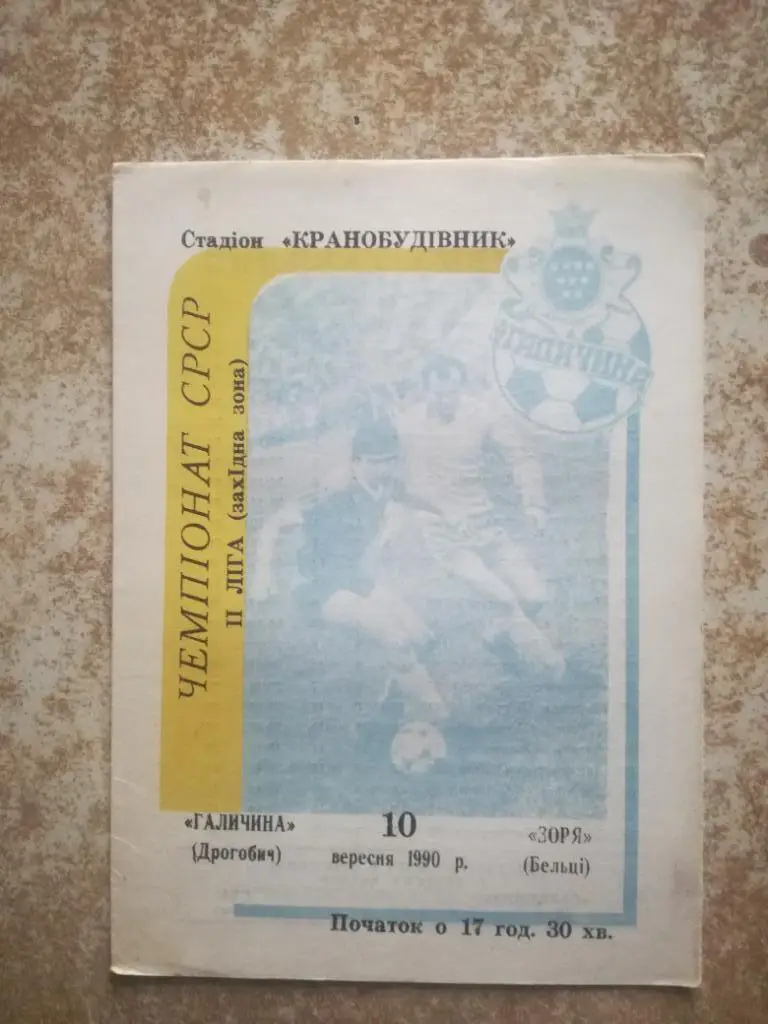 Стадіон «КРАНОБУДІВНИК»
ЧЕМПІОНАТ СРСР
II ЛІГА (західна зона)
«ГАЛИЧИНА»
(Дрогобич)
10
вересня 1990 р.
«ЗОРЯ»
(Бельці)
Початок о 17 год. 30 хв.